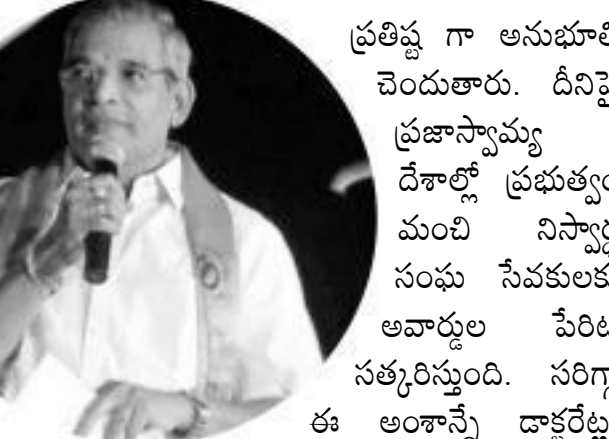 ప్రతిష్ట గా అనుభూతి
చెందుతారు. దీనిపై
ప్రజాస్వామ్య
దేశాల్లో ప్రభుత్వం
మంచి నిస్వార్థ
సంఘ సేవకులకు
అవార్డుల పేరిట
సత్కరిస్తుంది. సరిగ్గా
ఈ అంశాన్నే డాక్టరేట్ల